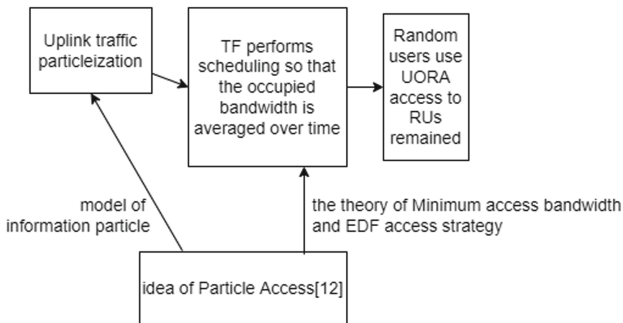 Uplink traffic
particleization
TF performs
scheduling so that
the occupied
bandwidth is
averaged over time
Random
users use
UORA
access to
RUs
remained
model of
information particle
the theory of Minimum access bandwidth
and EDF access strategy
idea of Particle Access[12]